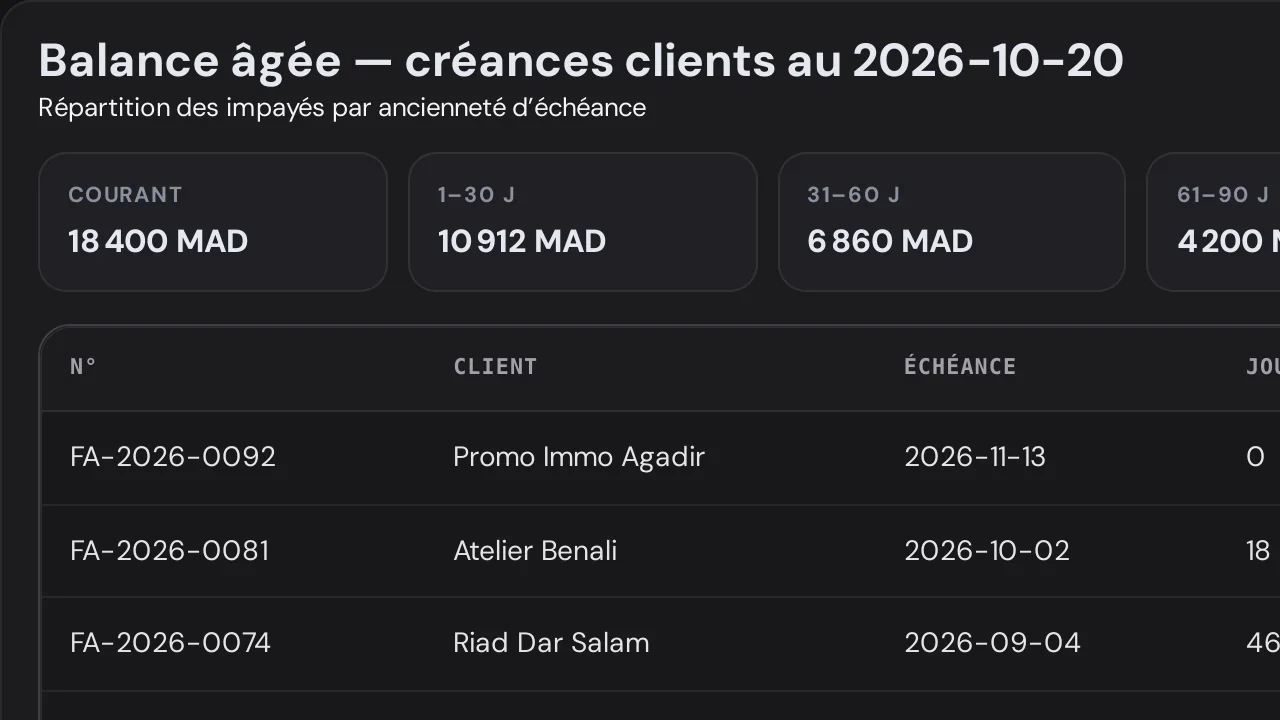 Balance âgée — créances clients au 2026-10-20
Répartition des impayés par ancienneté d’échéance
COURANT 1–30 J 31–60 J 61–90 J
18 400 MAD 10 912 MAD 6 860 MAD 4 200
N° CLIENT ÉCHÉANCE
FA-2026-0092 Promo Immo Agadir 2026-11-13 0
FA-2026-0081 Atelier Benali 2026-10-02 18
FA-2026-0074 Riad Dar Salam 2026-09-04 46